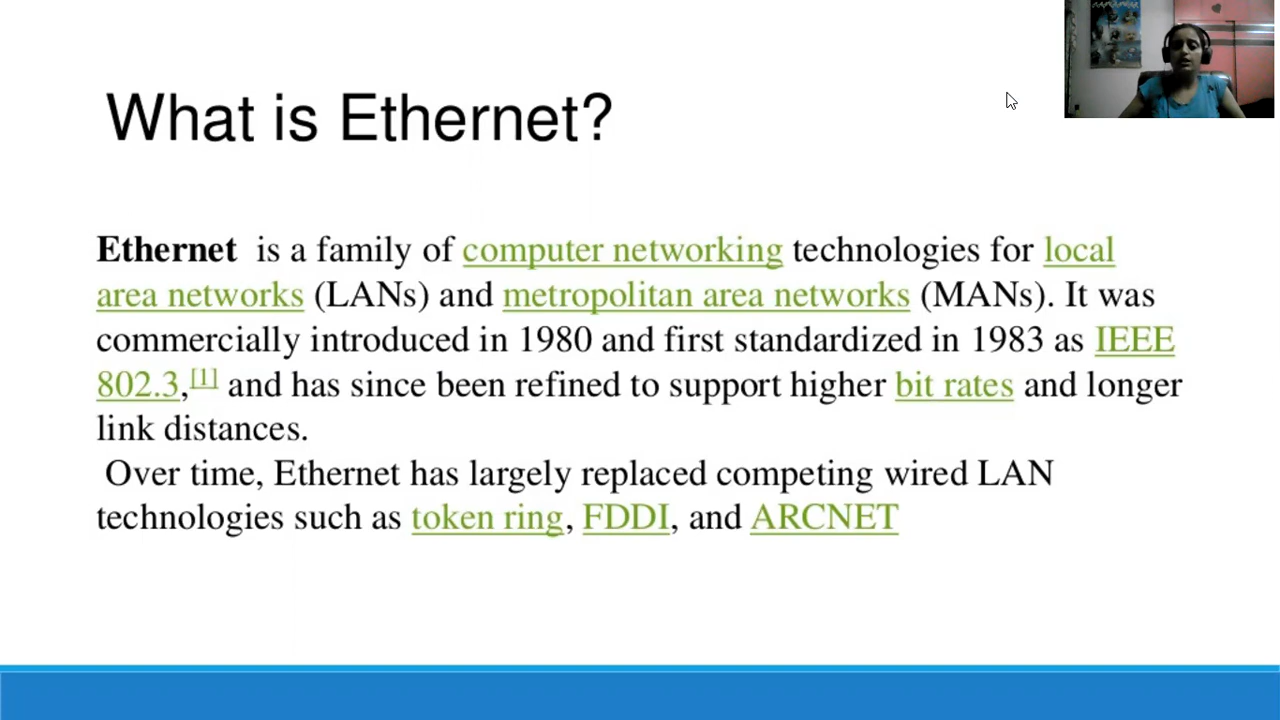 What is Ethernet?
Ethernet is a family of computer networking technologies for local
area networks (LANs) and metropolitan area networks (MANs). It was
commercially introduced in 1980 and first standardized in 1983 as IEEE
802.3,[1] and has since been refined to support higher bit rates and longer
link distances.
Over time, Ethernet has largely replaced competing wired LAN
technologies such as token ring, FDDI, and ARCNET